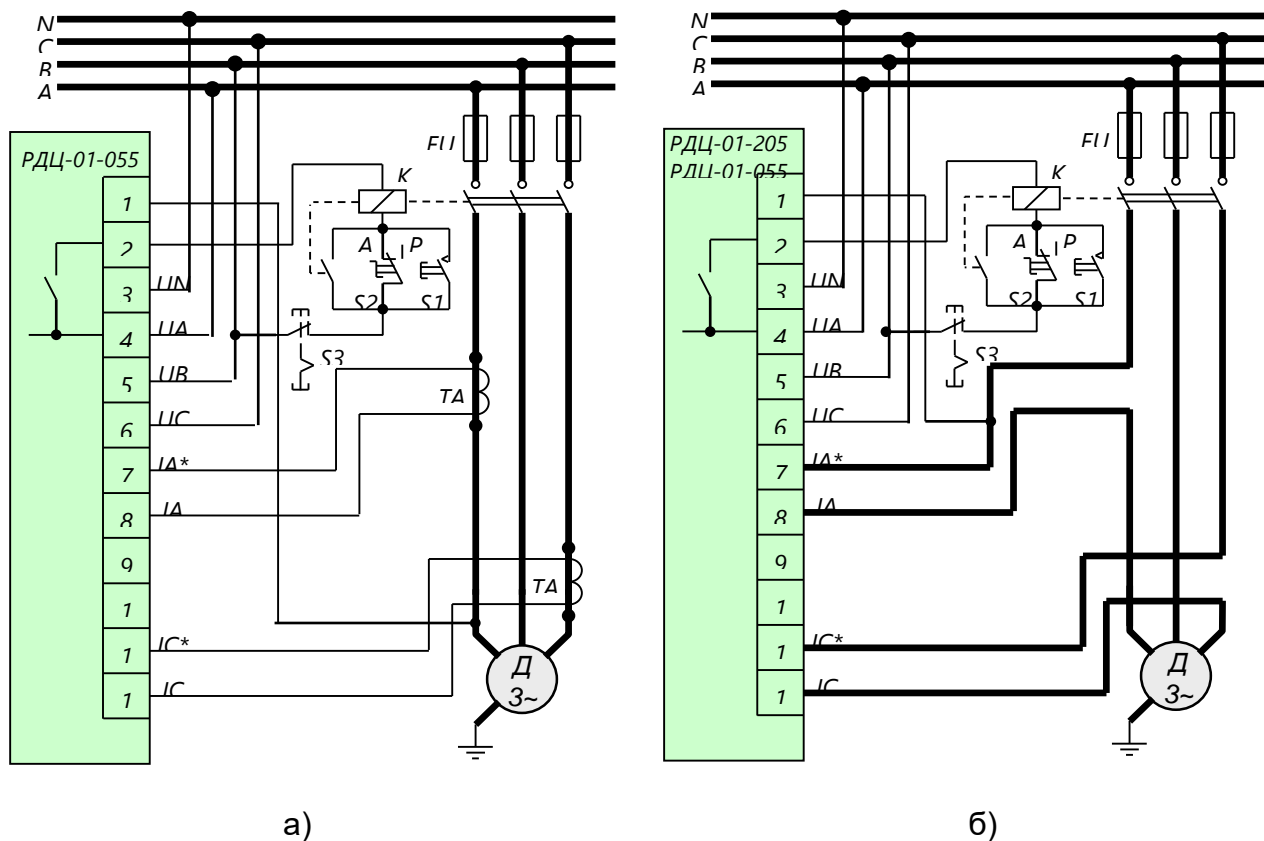 N
C
B
A
FU
РДЦ-01-055
K
1
2
A
P
3
UN
S2
S1
4
UA
S3
5
UB
TA
6
UC
7
IA*
8
IA
9
TA
1
1
IC*
1
IC
Д
3~
а)
N
C
B
A
FU
РДЦ-01-205
РДЦ-01-055
K
1
2
A
P
3
UN
S2
S1
4
UA
S3
5
UB
6
UC
7
IA*
8
IA
9
1
1
IC*
1
IC
Д
3~
б)